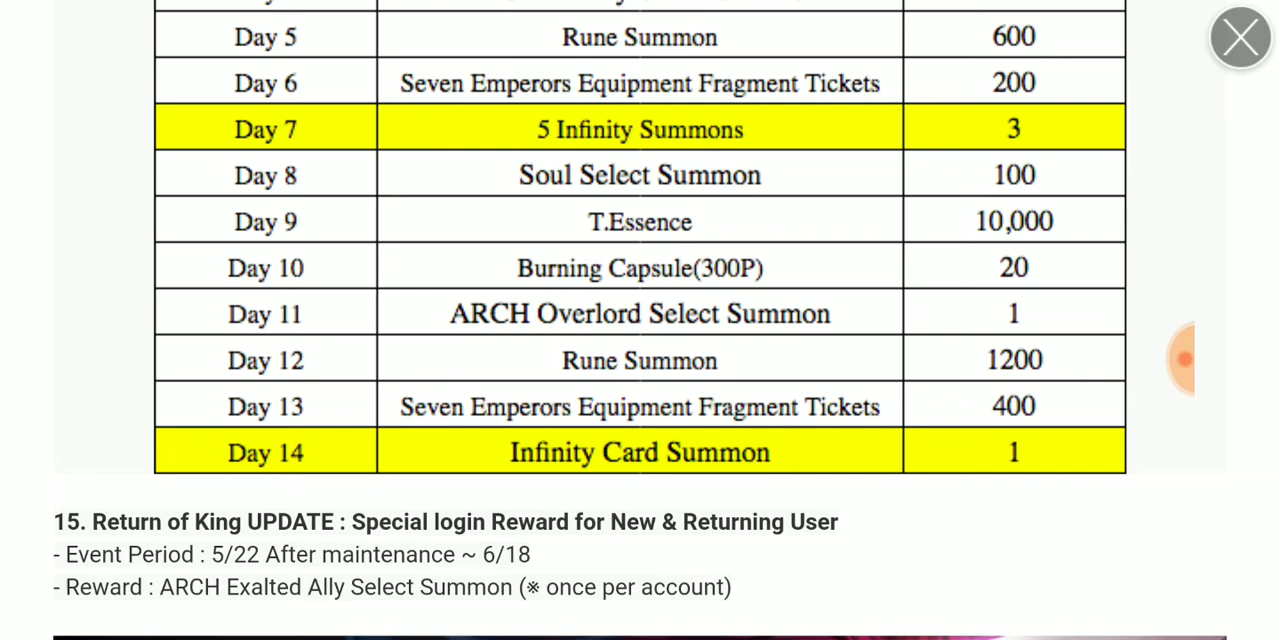 Day 5 Rune Summon 600
Day 6 Seven Emperors Equipment Fragment Tickets 200
Day 7 5 Infinity Summons 3
Day 8 Soul Select Summon 100
Day 9 T.Essence 10,000
Day 10 Burning Capsule(300P) 20
Day 11 ARCH Overlord Select Summon 1
Day 12 Rune Summon 1200
Day 13 Seven Emperors Equipment Fragment Tickets 400
Day 14 Infinity Card Summon 1
15. Return of King UPDATE : Special login Reward for New & Returning User
- Event Period : 5/22 After maintenance ~ 6/18
- Reward : ARCH Exalted Ally Select Summon (※ once per account)